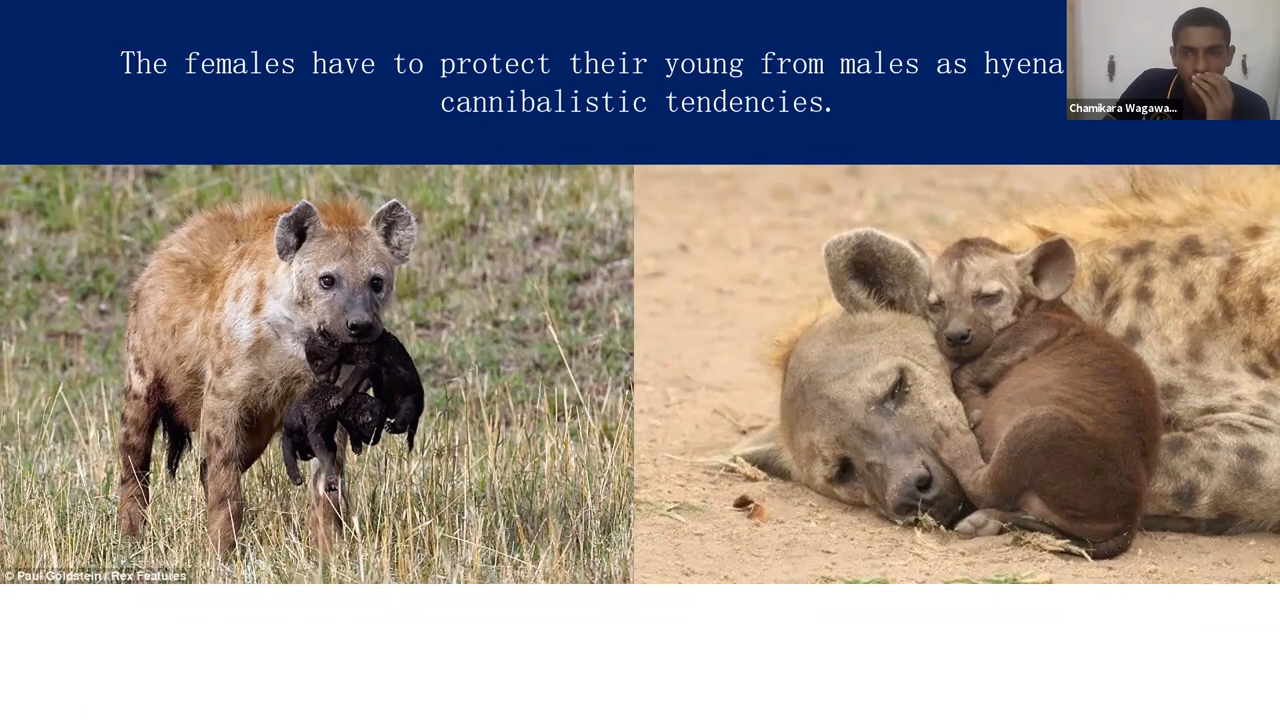 The females have to protect their young from males as hyena
cannibalistic tendencies.
Chamikara Wagawa...
© Paul Goldstein / Rex Features